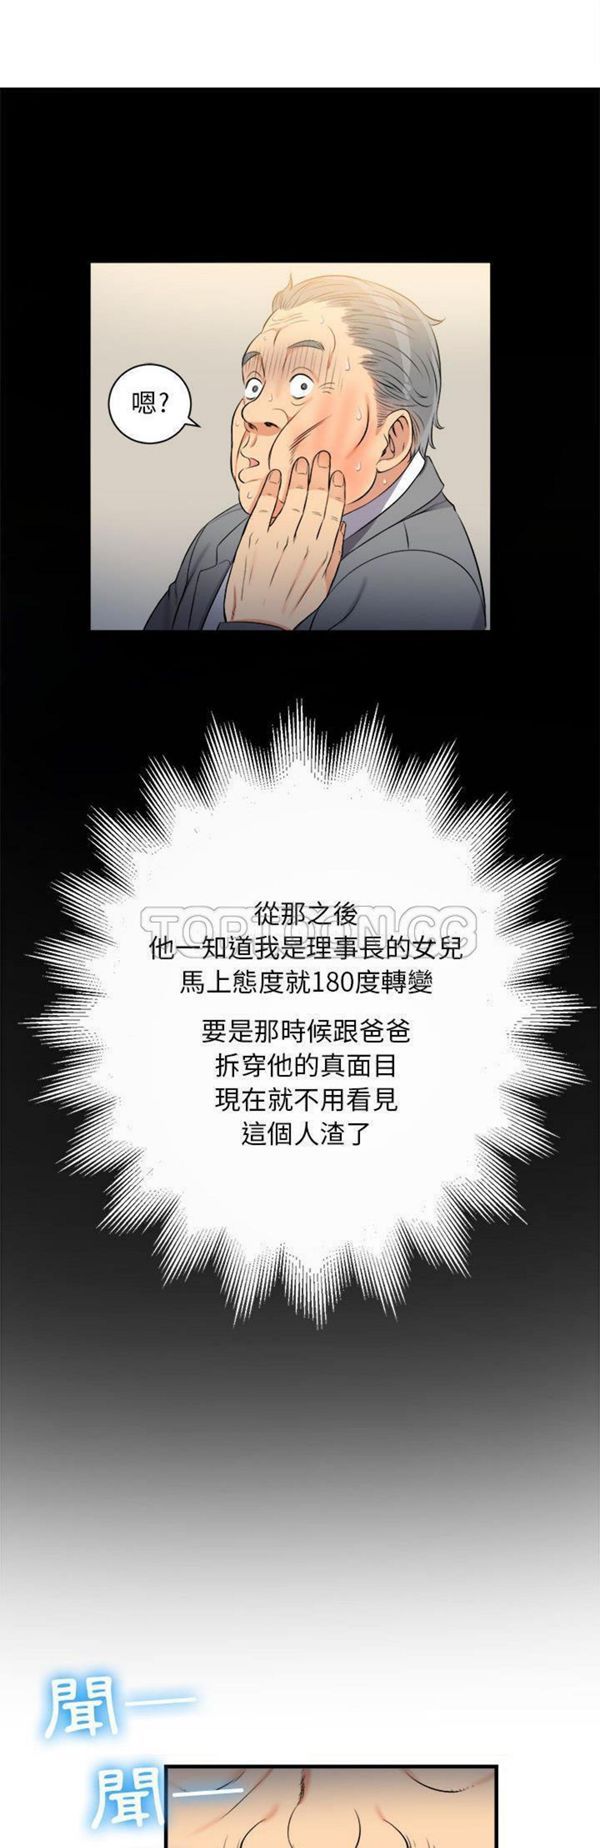 嗯?
從那之後
TOPTOON.CC
他一知道我是理事長的女兒
馬上態度就180度轉變
要是那時候跟爸爸
拆穿他的真面目
現在就不用看見
這個人渣了
聞—
聞—